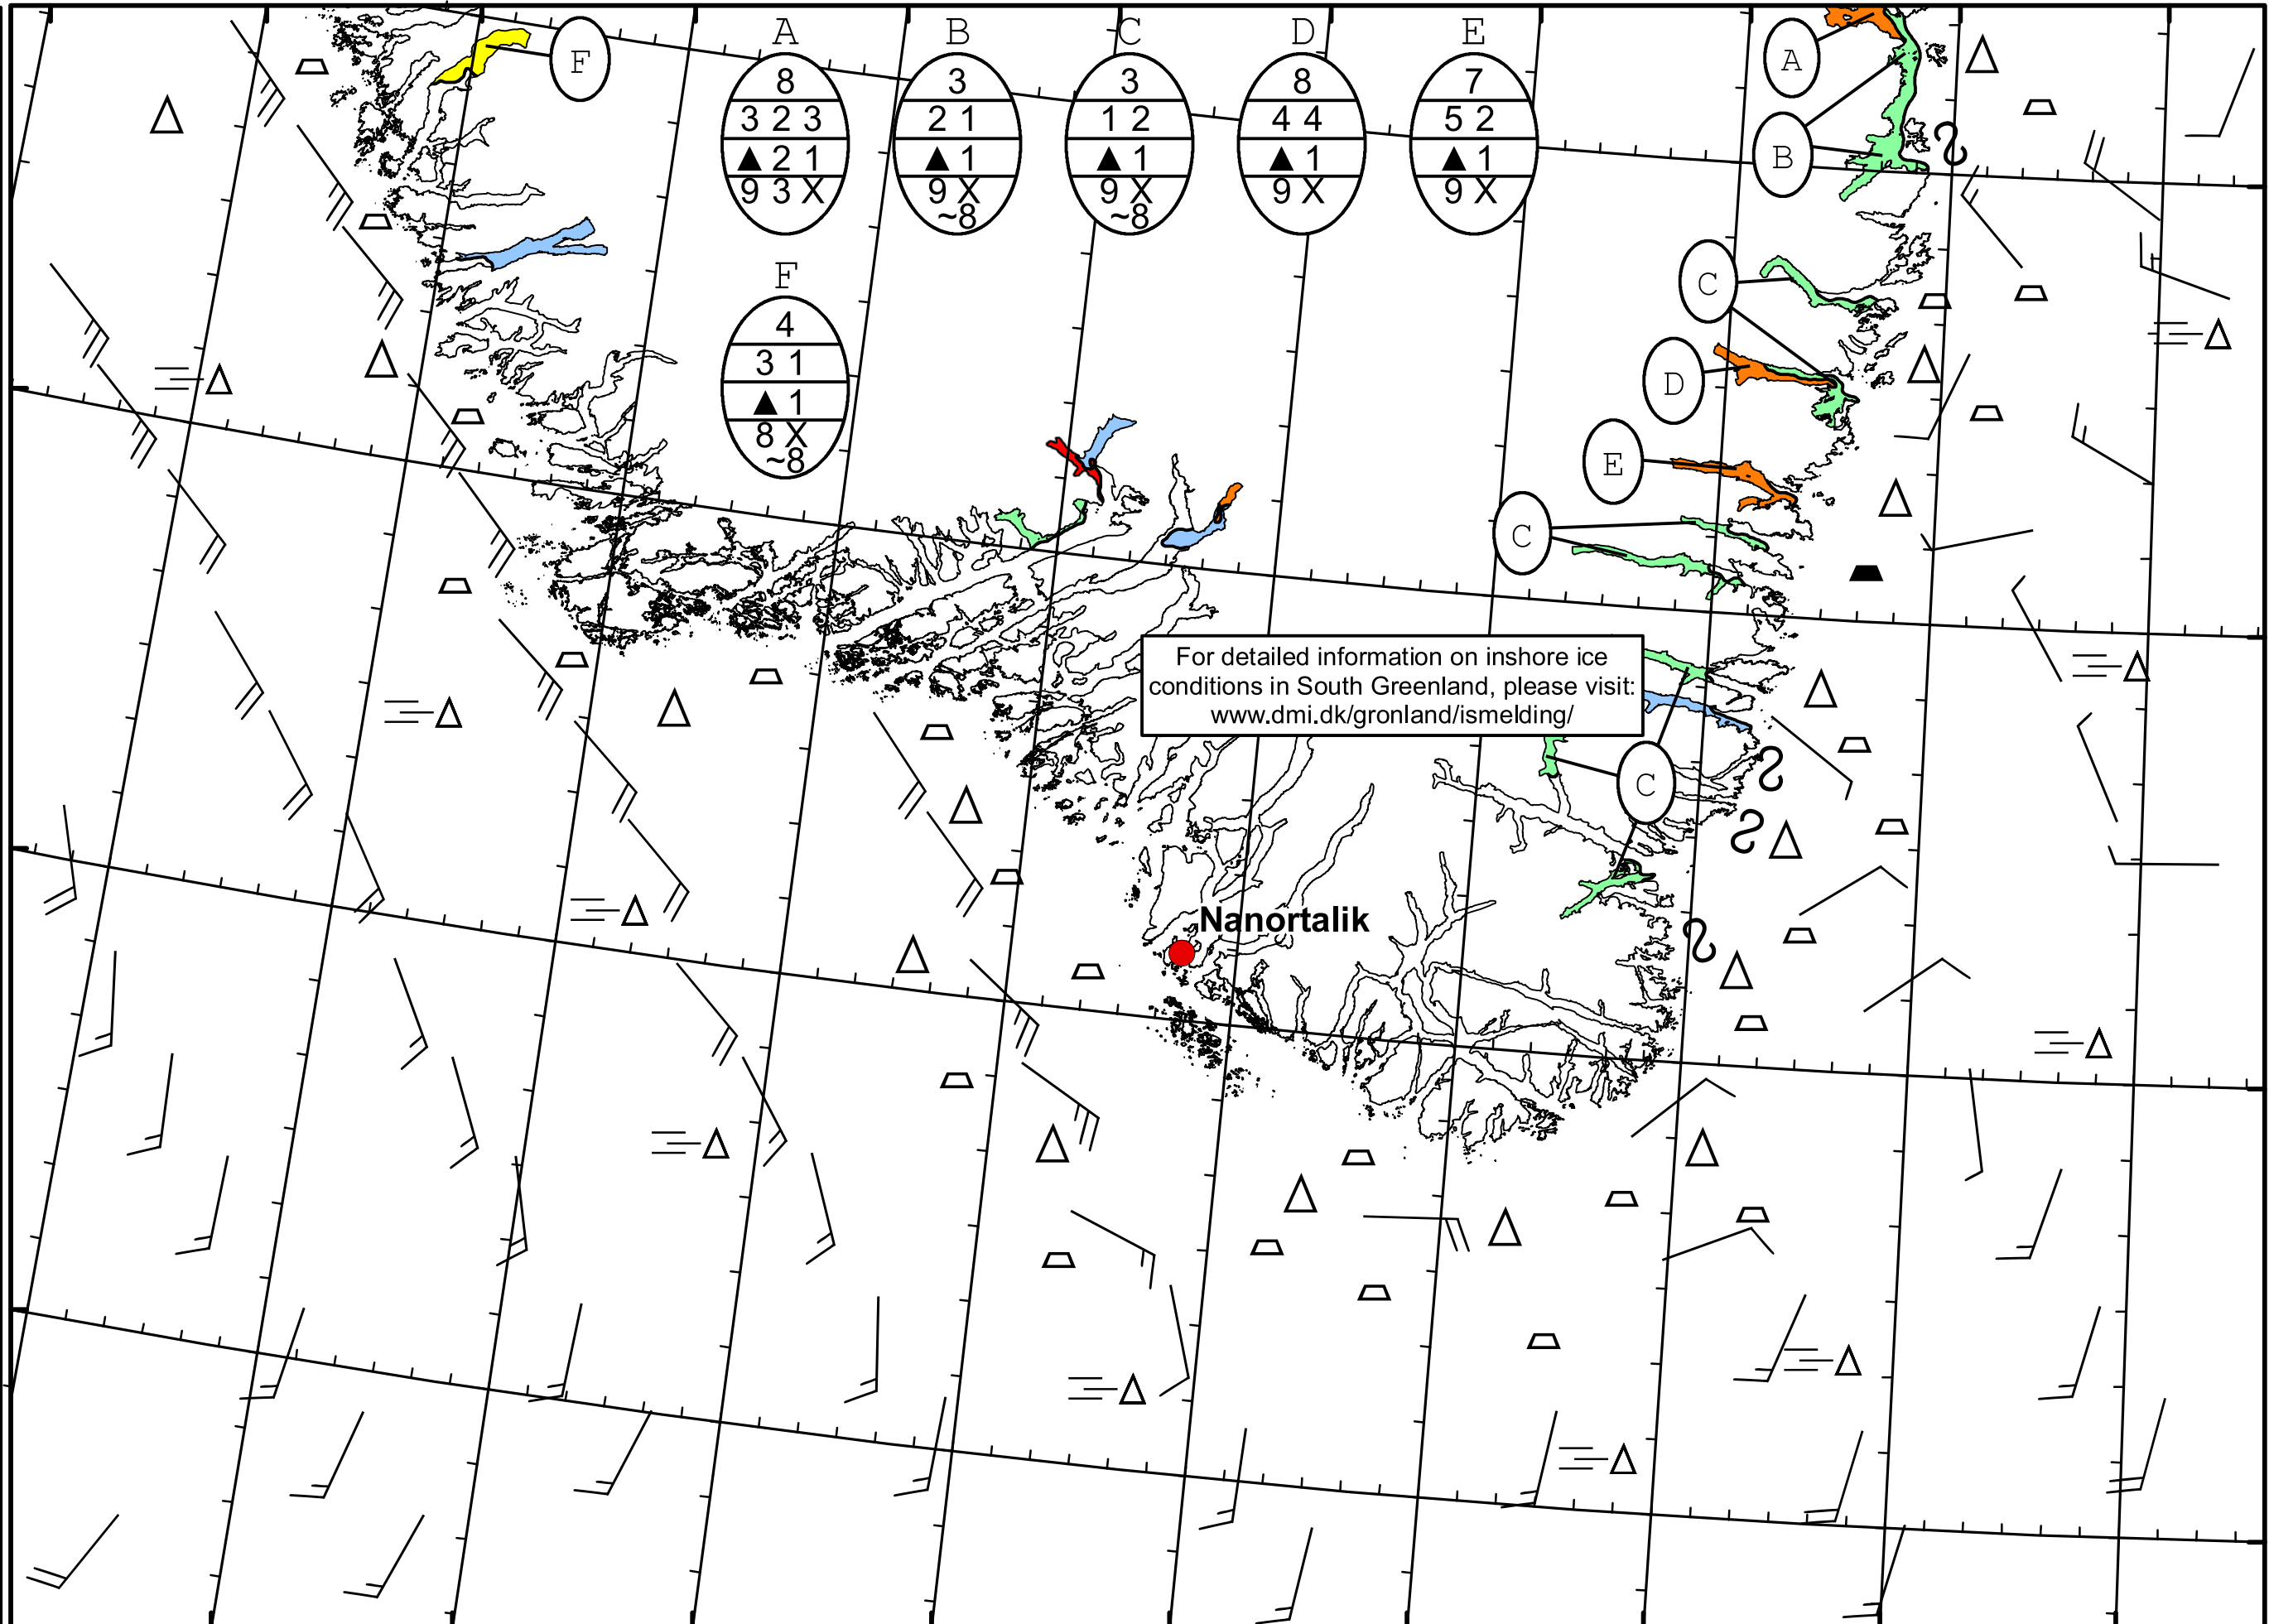 A B C D E
8 3 3 8 7
3 2 3 2 1 1 2 4 4 5 2
▲ 2 1 ▲ 1 ▲ 1 ▲ 1 ▲ 1
9 3 X 9 X 9 X 9 X 9 X
~8 ~8
F
4
3 1
▲ 1
8 X
~8
F
A
B
C
D
E
C
For detailed information on inshore ice
conditions in South Greenland, please visit:
www.dmi.dk/gronland/ismelding/
C
Nanortalik